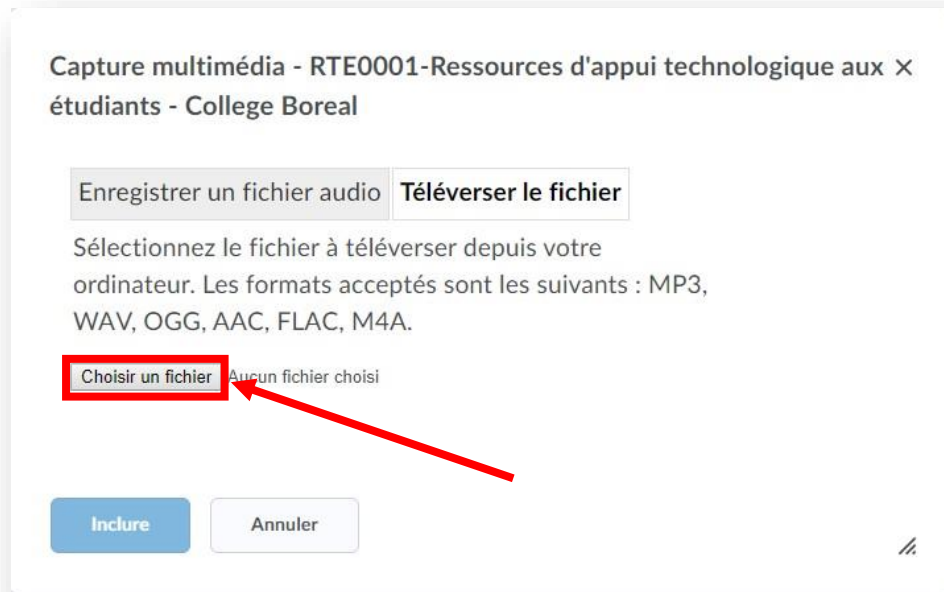 Capture multimédia - RTE0001-Ressources d'appui technologique aux
étudiants - College Boreal
Enregistrer un fichier audio Téléverser le fichier
Sélectionnez le fichier à téléverser depuis votre
ordinateur. Les formats acceptés sont les suivants : MP3,
WAV, OGG, AAC, FLAC, M4A.
Choisir un fichier Aucun fichier choisi
Inclure Annuler